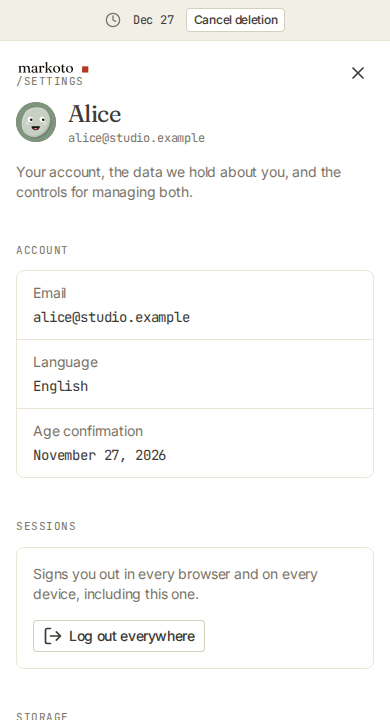 Dec 27 Cancel deletion
markoto
/SETTINGS
Alice
alice@studio.example
Your account, the data we hold about you, and the
controls for managing both.
ACCOUNT
Email
alice@studio.example
Language
English
Age confirmation
November 27, 2026
SESSIONS
Signs you out in every browser and on every
device, including this one.
Log out everywhere
STORAGE